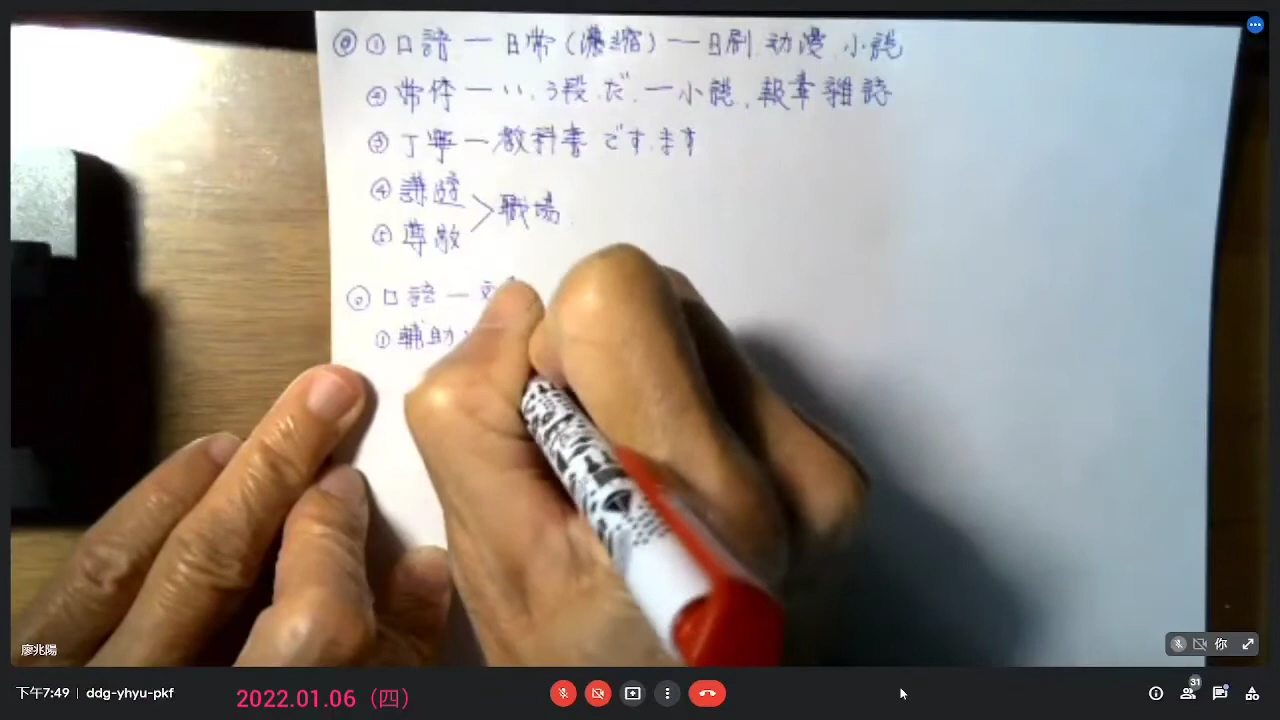 ◎ ① 口語 — 日常 (濃縮) — 日剧 动漫 小説
② 常体 — い、う段、だ、— 小説、報章雜誌
③ 丁寧 — 教科書 です、ます
④ 謙遜
⑤ 尊敬
> 職場
◎ 口語 —
① 輔助
廖兆陽
你
下午7:49 | ddg-yhyu-pkf
2022.01.06（四）
31